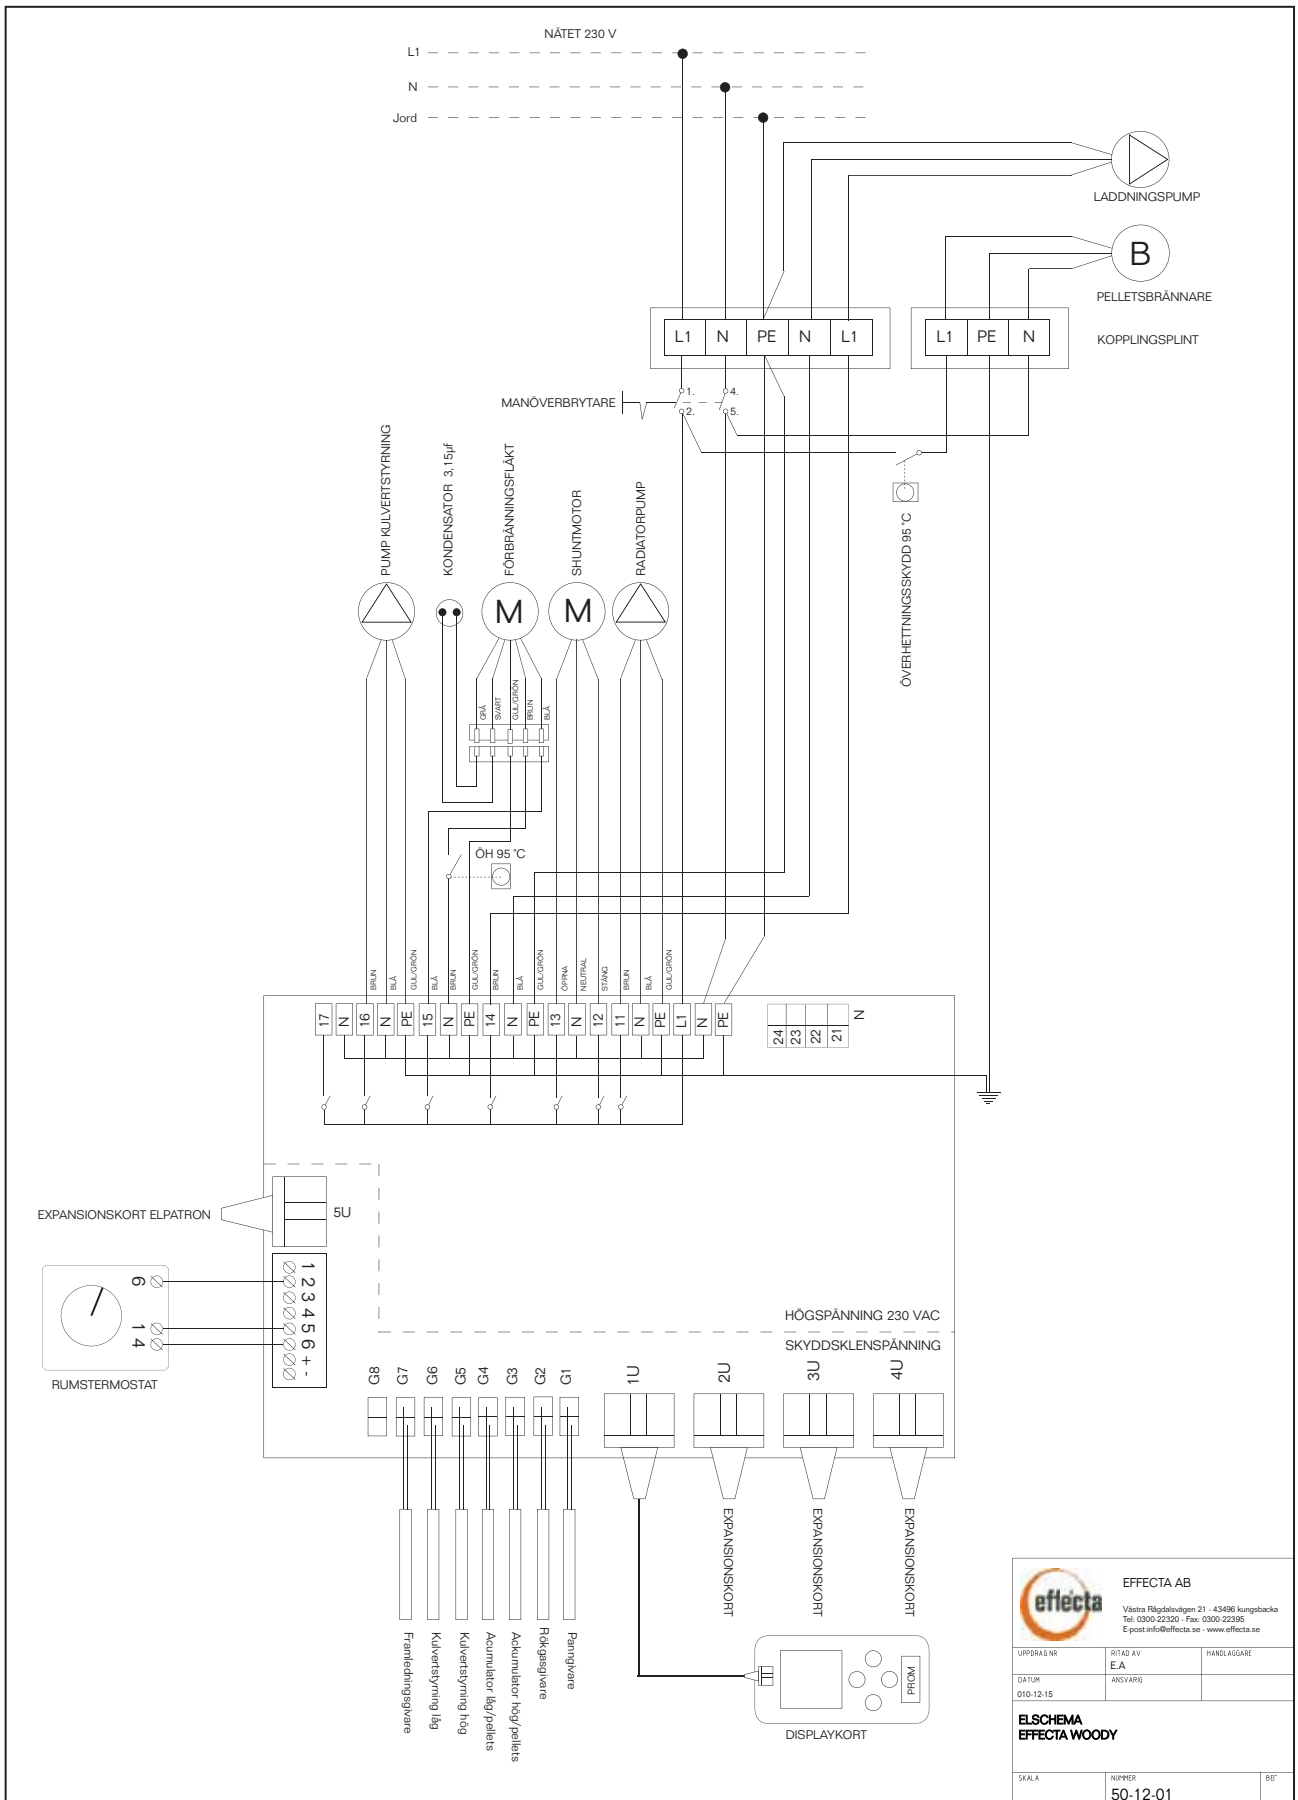 NÄTET 230 V
L1
N
Jord
LADDNINGSPUMP
B
PELLETSBRÄNNARE
L1 N PE N L1
L1 PE N
KOPPLINGSPLINT
MANÖVERBRYTARE
1. 4.
2. 5.
PUMP KULVERTSTYRNING
KONDENSATOR 3,15µf
FÖRBRÄNNINGSFLÄKT
SHUNTMOTOR
RADIATORPUMP
ÖVERHETTNINGSSKYDD 95 °C
M M
GRÅ
SVART
GUL/GRÖN
BRUN
BLÅ
ÖH 95 °C
BRUN
BLÅ
GUL/GRÖN
BLÅ
BRUN
GUL/GRÖN
BRUN
BLÅ
GUL/GRÖN
ÖPPNA
NEUTRAL
STÄNG
BRUN
BLÅ
GUL/GRÖN
17 N 16 N PE 15 N PE 14 N PE 13 N 12 11 N PE L1 N PE
24 23 22 21 N
EXPANSIONSKORT ELPATRON
5U
6
1
4
1
2
3
4
5
6
+
-
RUMSTERMOSTAT
HÖGSPÄNNING 230 VAC
SKYDDSKLENSPÄNNING
G8 G7 G6 G5 G4 G3 G2 G1
1U 2U 3U 4U
EXPANSIONSKORT
EXPANSIONSKORT
EXPANSIONSKORT
Framledningsgivare
Kulvertstyrning låg
Kulvertstyrning hög
Acumulator låg/pellets
Ackumulator hög/pellets
Rökgasgivare
Panngivare
PROM
DISPLAYKORT
effecta
EFFECTA AB
Västra Rågdalsvägen 21 - 43496 kungsbacka
Tel: 0300-22320 - Fax: 0300-22395
E-post:info@effecta.se - www.effecta.se
UPPDRAG NR
RITAD AV
HANDLAGGARE
E.A
DATUM
ANSVARIG
010-12-15
ELSCHEMA
EFFECTA WOODY
SKALA
NUMMER
50-12-01